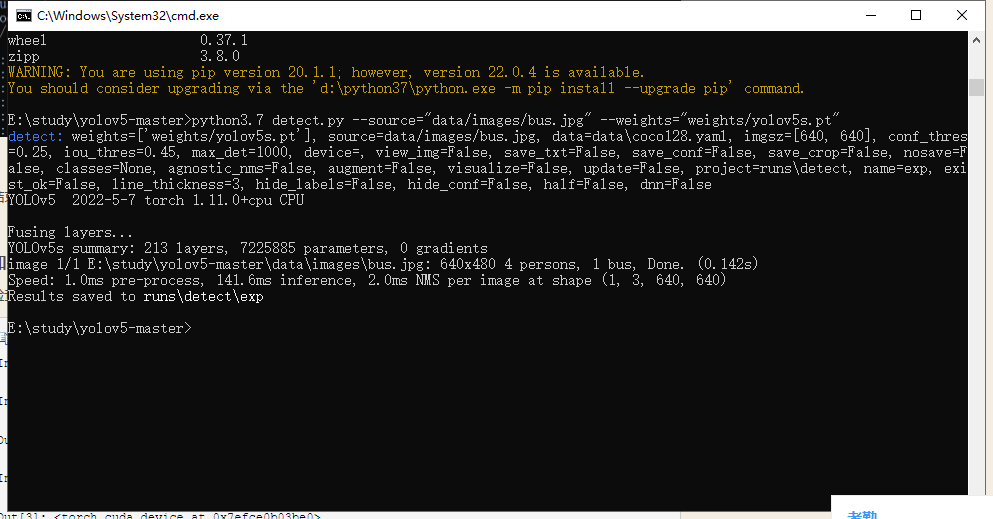 C:\Windows\System32\cmd.exe
wheel 0.37.1
zipp 3.8.0
WARNING: You are using pip version 20.1.1; however, version 22.0.4 is available.
You should consider upgrading via the 'd:\python37\python.exe -m pip install --upgrade pip' command.
E:\study\yolov5-master>python3.7 detect.py --source="data/images/bus.jpg" --weights="weights/yolov5s.pt"
detect: weights=['weights/yolov5s.pt'], source=data/images/bus.jpg, data=data\coco128.yaml, imgsz=[640, 640], conf_thres
=0.25, iou_thres=0.45, max_det=1000, device=, view_img=False, save_txt=False, save_conf=False, save_crop=False, nosave=F
alse, classes=None, agnostic_nms=False, augment=False, visualize=False, update=False, project=runs\detect, name=exp, exi
st_ok=False, line_thickness=3, hide_labels=False, hide_conf=False, half=False, dnn=False
YOLOv5 2022-5-7 torch 1.11.0+cpu CPU
Fusing layers...
YOLOv5s summary: 213 layers, 7225885 parameters, 0 gradients
image 1/1 E:\study\yolov5-master\data\images\bus.jpg: 640x480 4 persons, 1 bus, Done. (0.142s)
Speed: 1.0ms pre-process, 141.6ms inference, 2.0ms NMS per image at shape (1, 3, 640, 640)
Results saved to runs\detect\exp
E:\study\yolov5-master>
Out[3]: <torch.cuda.device at 0x7efce0b03be0>
考勤